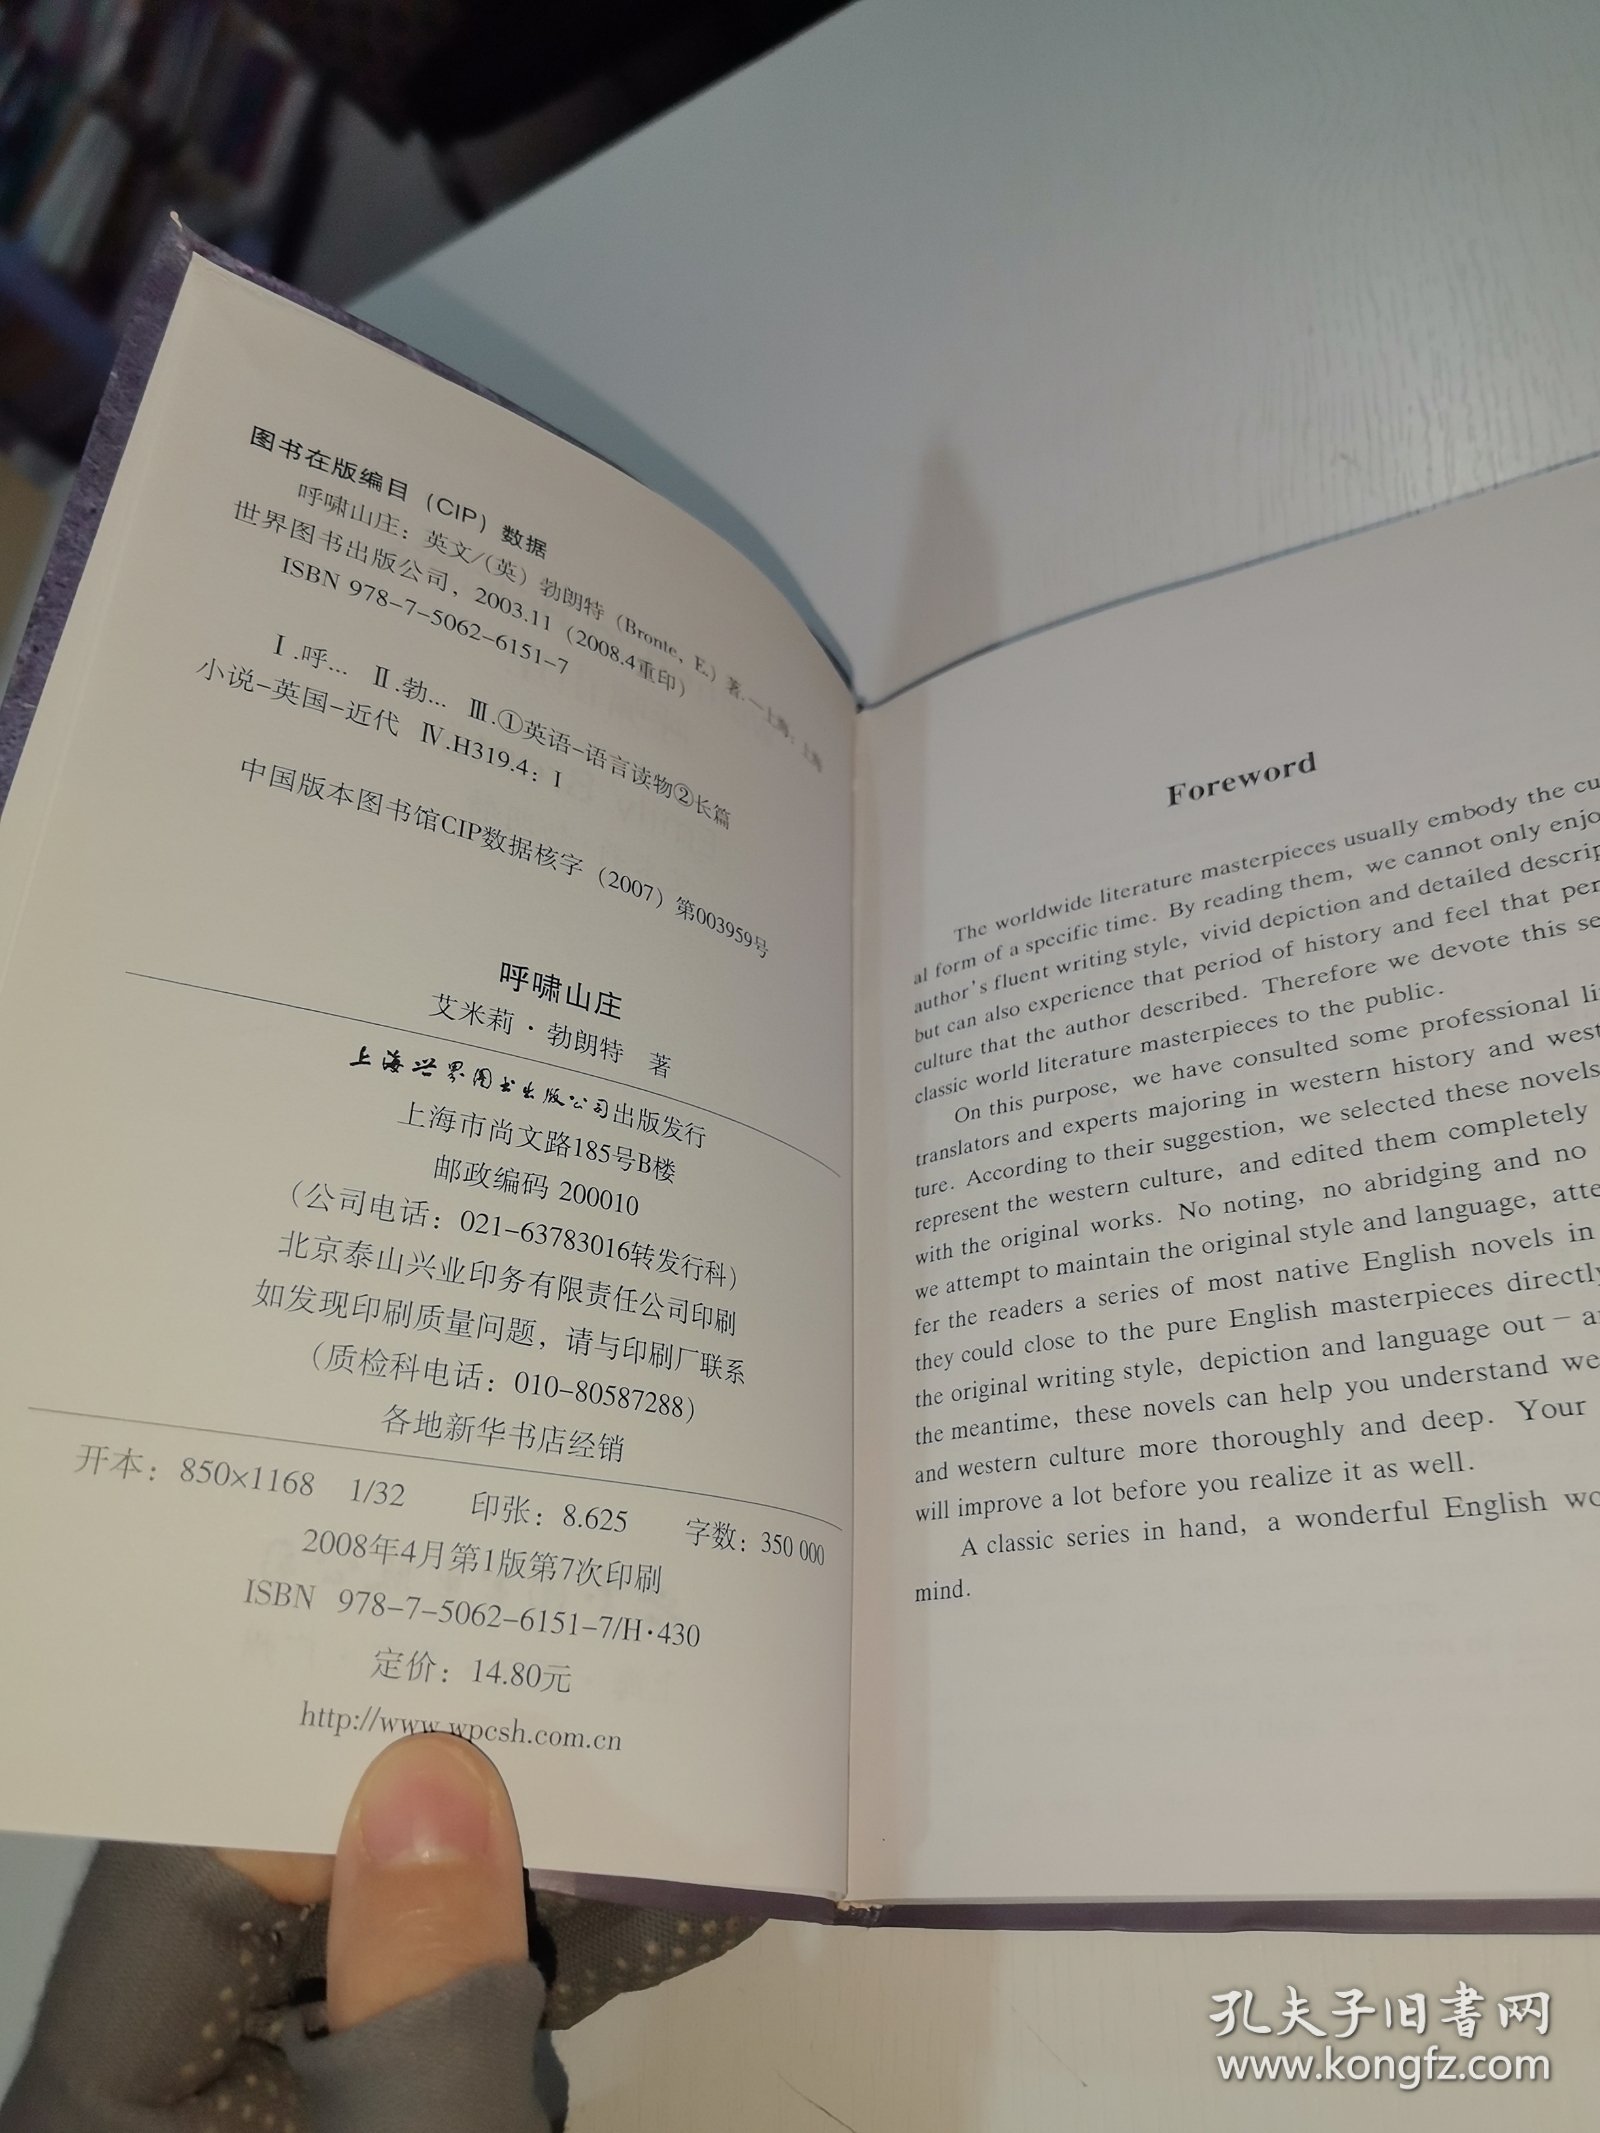 图书在版编目（CIP）数据
呼啸山庄：英文/（英）勃朗特（Bronte，E.）著.—上海：上海
世界图书出版公司，2003.11（2008.4重印）
ISBN 978-7-5062-6151-7
Ⅰ.呼… Ⅱ.勃… Ⅲ.①英语-语言读物②长篇
小说-英国-近代 Ⅳ.H319.4：I
中国版本图书馆CIP数据核字（2007）第003959号
呼啸山庄
艾米莉·勃朗特 著
上海世界图书出版公司出版发行
上海市尚文路185号B楼
邮政编码 200010
（公司电话：021-63783016转发行科）
北京泰山兴业印务有限责任公司印刷
如发现印刷质量问题，请与印刷厂联系
（质检科电话：010-80587288）
各地新华书店经销
开本：850×1168 1/32 印张：8.625 字数：350 000
2008年4月第1版第7次印刷
ISBN 978-7-5062-6151-7/H·430
定价：14.80元
http://www.wpcsh.com.cn
Foreword
The worldwide literature masterpieces usually embody the cu
al form of a specific time. By reading them, we cannot only enjo
author's fluent writing style, vivid depiction and detailed descrip
but can also experience that period of history and feel that per
culture that the author described. Therefore we devote this se
classic world literature masterpieces to the public.
On this purpose, we have consulted some professional li
translators and experts majoring in western history and west
ture. According to their suggestion, we selected these novels
represent the western culture, and edited them completely
with the original works. No noting, no abridging and no
we attempt to maintain the original style and language, atte
fer the readers a series of most native English novels in
they could close to the pure English masterpieces directly
the original writing style, depiction and language out- a
the meantime, these novels can help you understand we
and western culture more thoroughly and deep. Your
will improve a lot before you realize it as well.
A classic series in hand, a wonderful English wo
mind.
孔夫子旧书网
www.kongfz.com